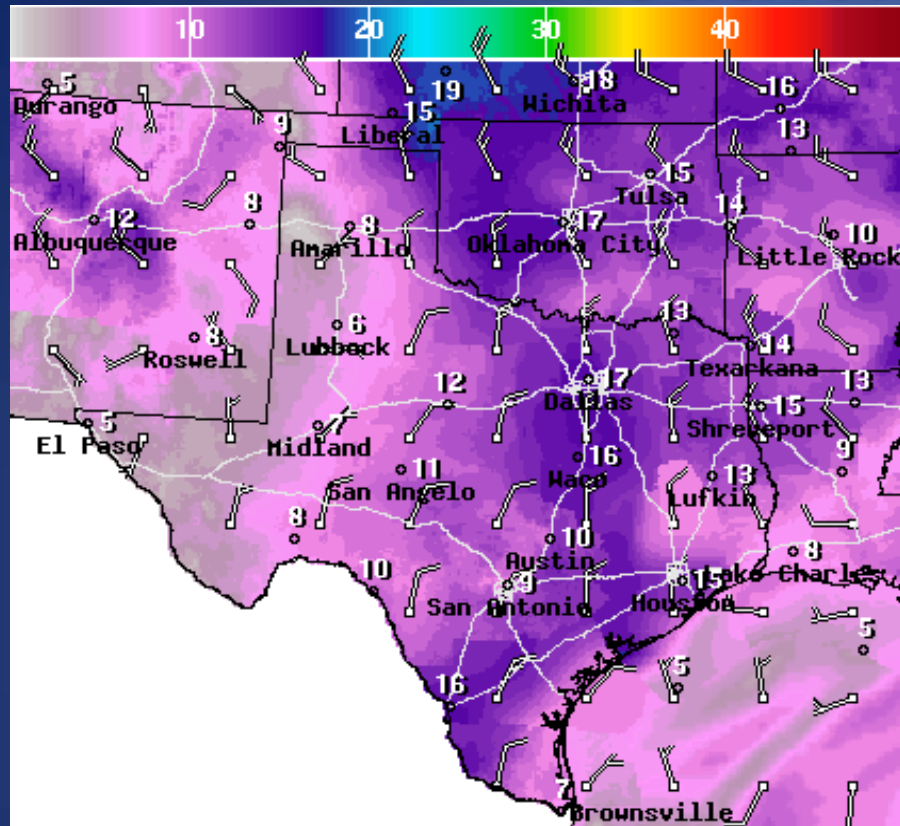 10 20 30 40
5
Durango
19
18
Wichita
16
15
Liberal
9
13
15
Tulsa
8
14
12
Albuquerque
8
Amarillo
17
Oklahoma City
10
Little Rock
6
Lubbock
8
Roswell
13
14
Texarkana
17
Dallas
12
13
15
Shreveport
5
El Paso
7
Midland
11
San Angelo
16
Waco
13
Lufkin
9
8
10
Austin
8
10
9
San Antonio
15
Houston
Lake Charles
5
5
16
7
Brownsville